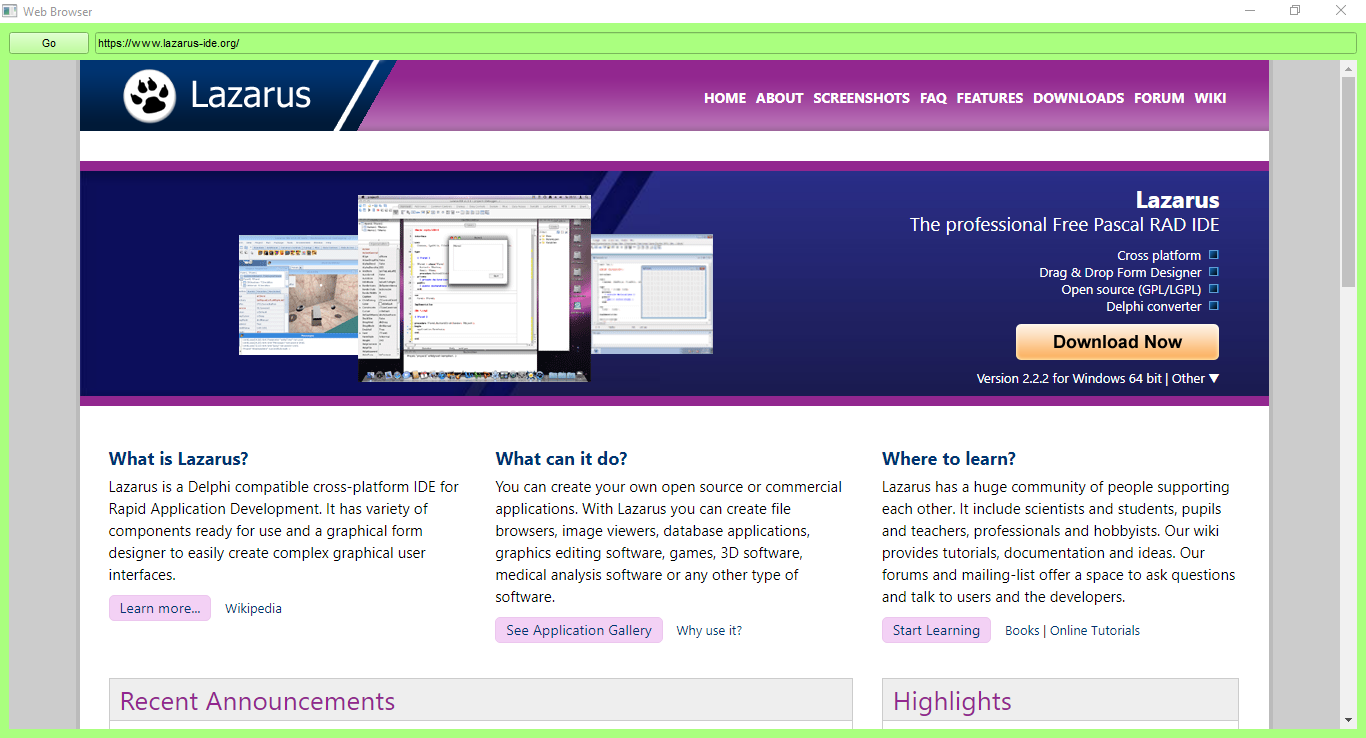 Web Browser
Go
https://www.lazarus-ide.org/
Lazarus
HOME ABOUT SCREENSHOTS FAQ FEATURES DOWNLOADS FORUM WIKI
Lazarus
The professional Free Pascal RAD IDE
Cross platform
Drag & Drop Form Designer
Open source (GPL/LGPL)
Delphi converter
Download Now
Version 2.2.2 for Windows 64 bit | Other ▼
What is Lazarus?
Lazarus is a Delphi compatible cross-platform IDE for
Rapid Application Development. It has variety of
components ready for use and a graphical form
designer to easily create complex graphical user
interfaces.
Learn more... Wikipedia
What can it do?
You can create your own open source or commercial
applications. With Lazarus you can create file
browsers, image viewers, database applications,
graphics editing software, games, 3D software,
medical analysis software or any other type of
software.
See Application Gallery Why use it?
Where to learn?
Lazarus has a huge community of people supporting
each other. It include scientists and students, pupils
and teachers, professionals and hobbyists. Our wiki
provides tutorials, documentation and ideas. Our
forums and mailing-list offer a space to ask questions
and talk to users and the developers.
Start Learning Books | Online Tutorials
Recent Announcements
Highlights